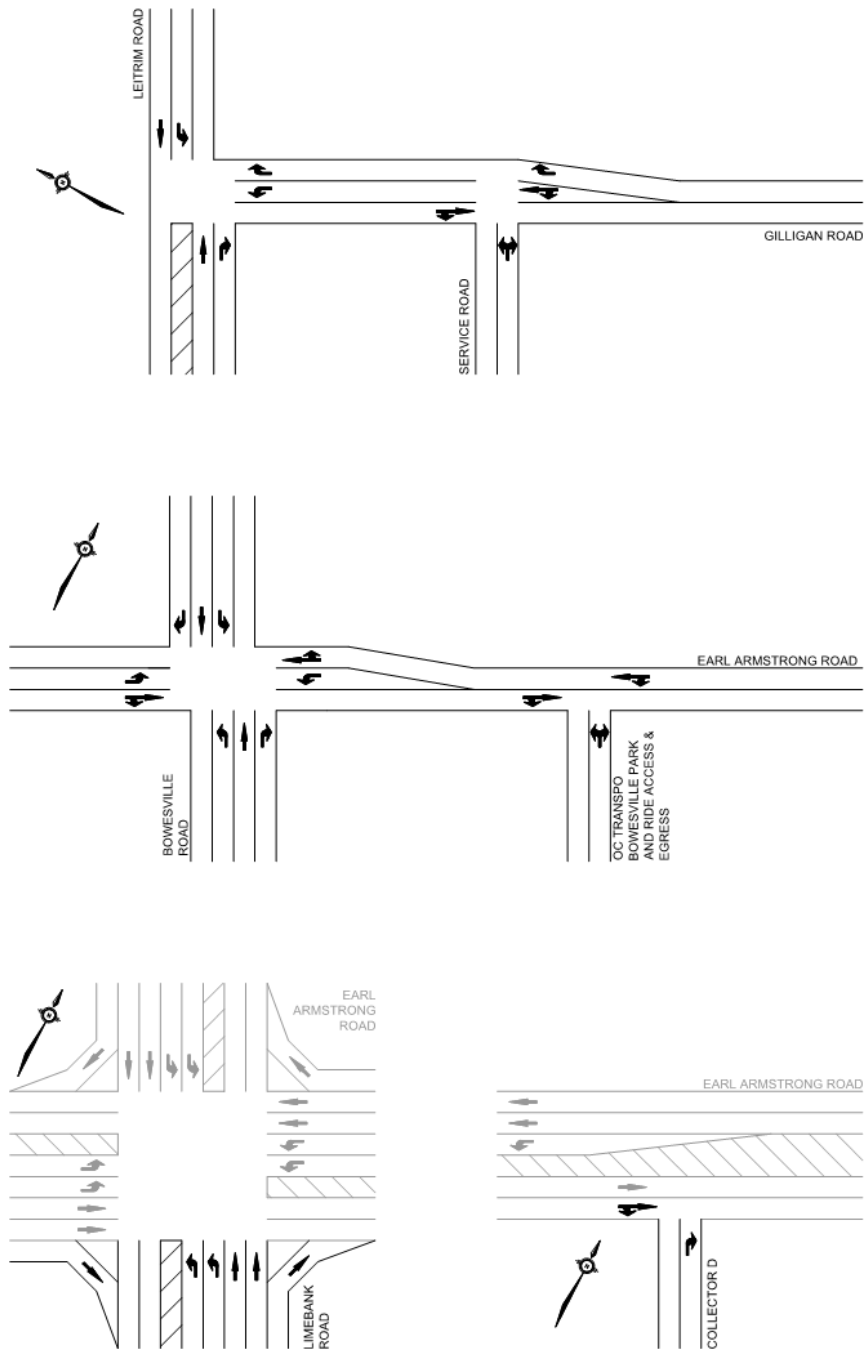 LEITRIM ROAD
GILLIGAN ROAD
SERVICE ROAD
EARL ARMSTRONG ROAD
BOWESVILLE
ROAD
OC TRANSPO
BOWESVILLE PARK
AND RIDE ACCESS &
EGRESS
EARL
ARMSTRONG
ROAD
EARL ARMSTRONG ROAD
LIMEBANK
ROAD
COLLECTOR D